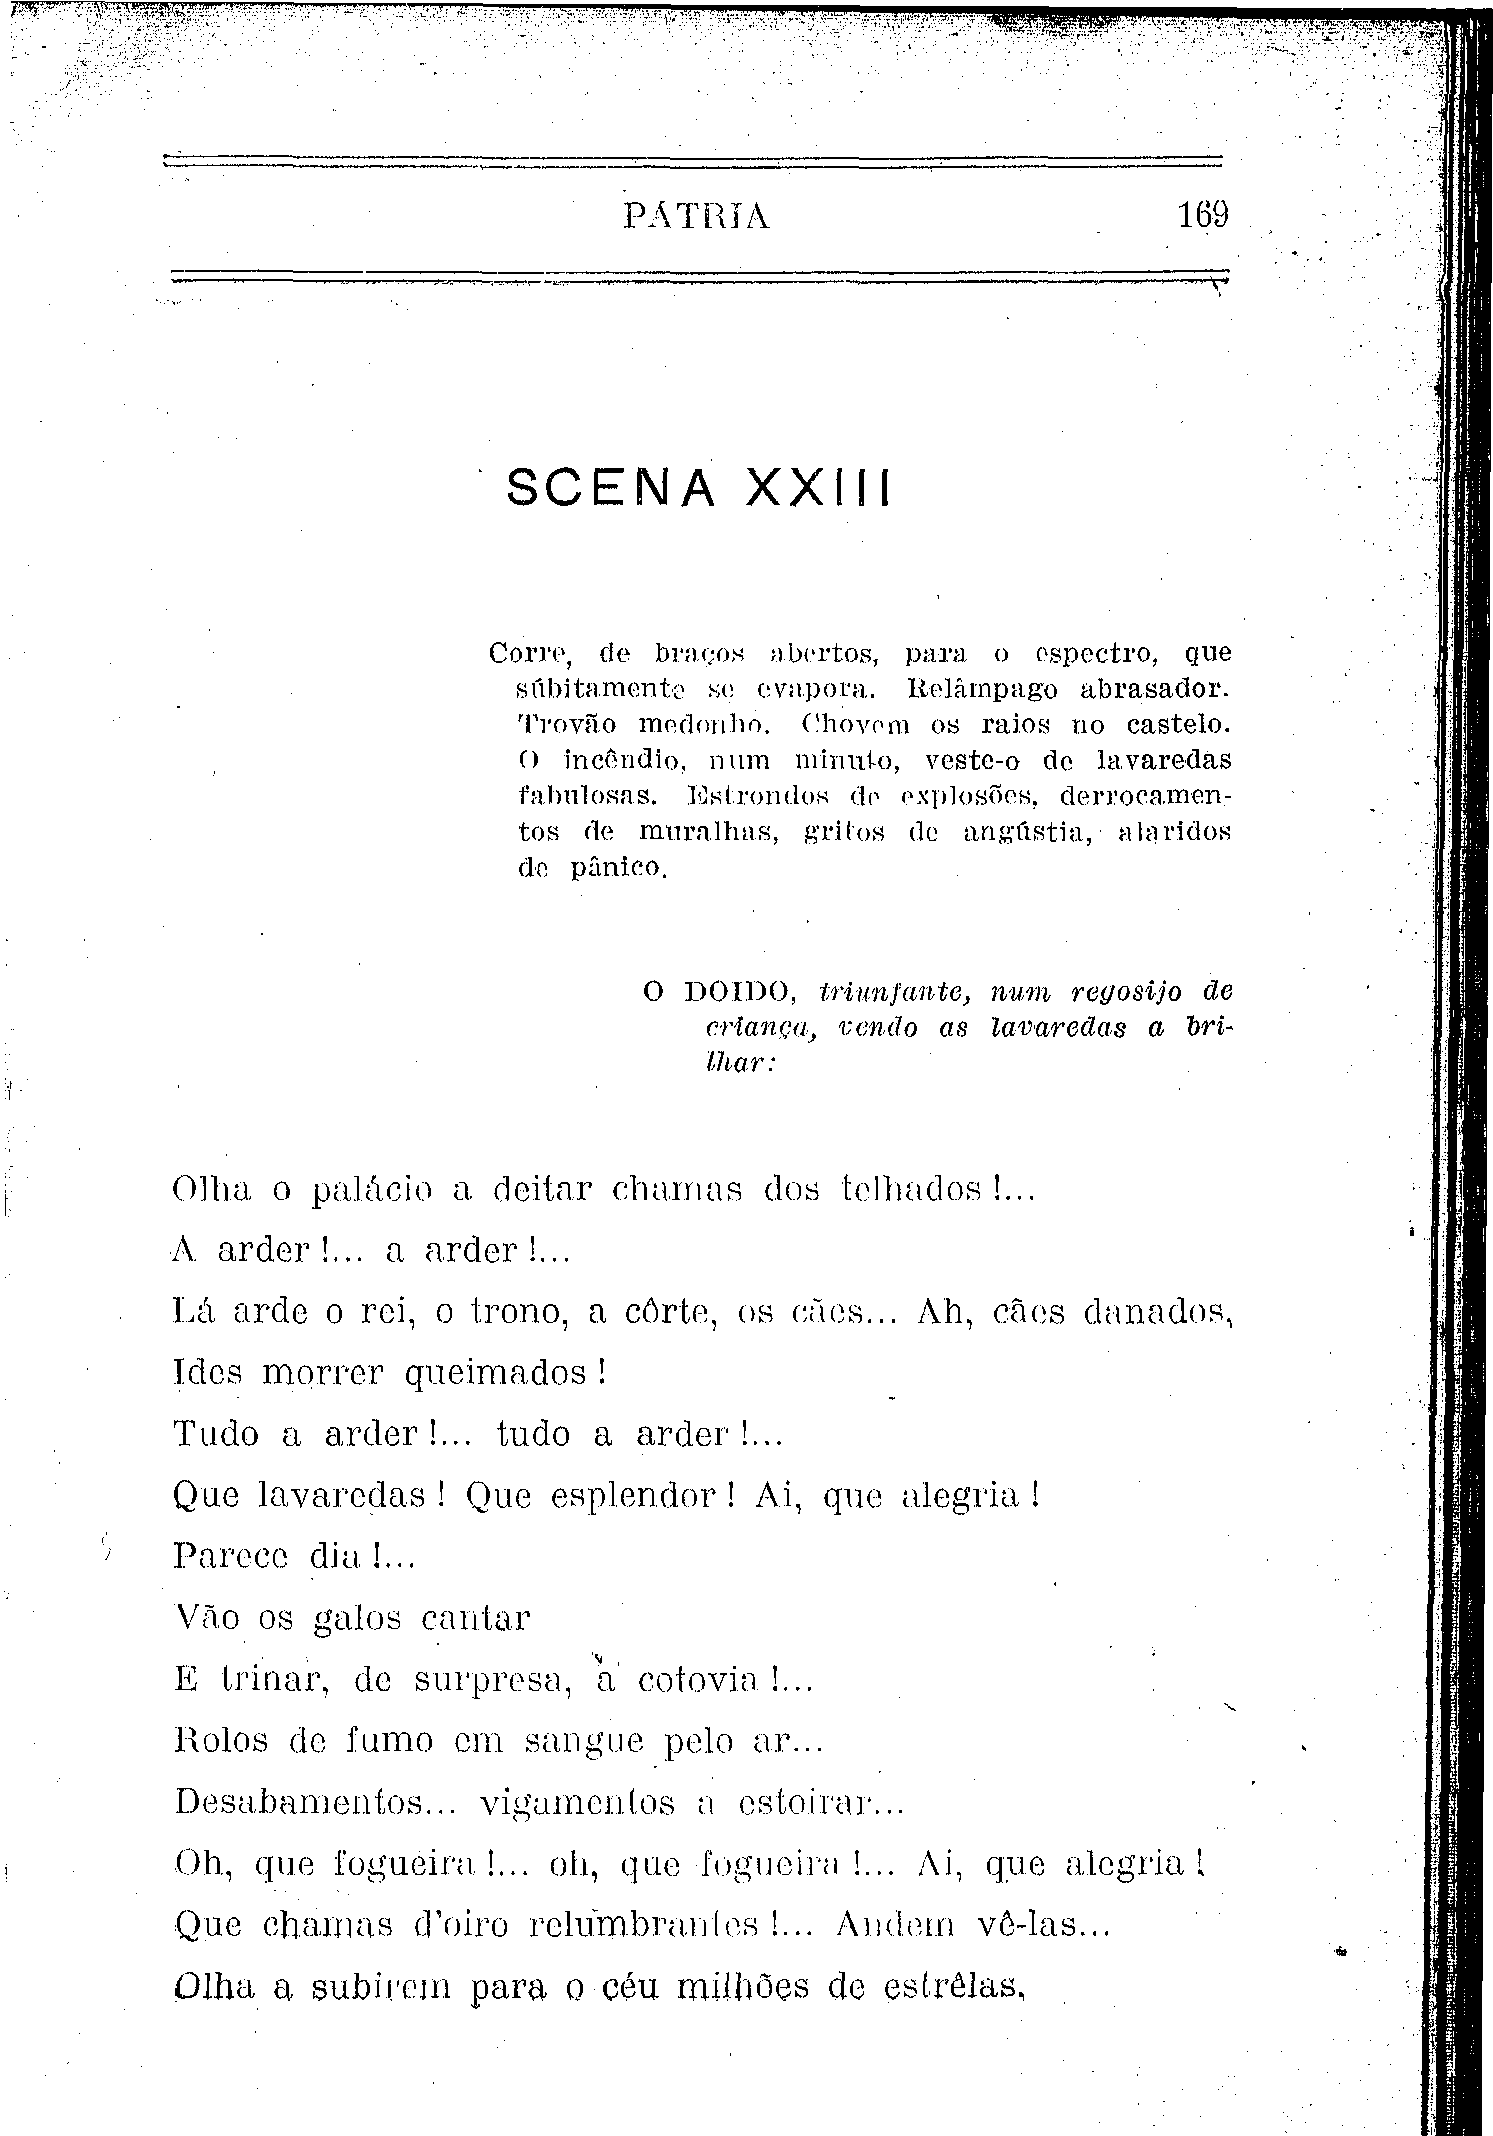 PÁTRIA 169
SCENA XXIII
Corre, de braços abertos, para o espectro, que
súbitamente se evapora. Relâmpago abrasador.
Trovão medonho. Chovem os raios no castelo.
O incêndio, num minuto, veste-o de lavaredas
fabulosas. Estrondos de explosões, derrocamen-
tos de muralhas, gritos de angústia, alaridos
de pânico.
O DOIDO, triunfante, num regosijo de
criança, vendo as lavaredas a bri-
lhar:
Olha o palácio a deitar chamas dos telhados!...
A arder!... a arder!...
Lá arde o rei, o trono, a côrte, os cães... Ah, cães danados,
Ides morrer queimados!
Tudo a arder!... tudo a arder!...
Que lavaredas! Que esplendor! Ai, que alegria!
Parece dia!...
Vão os galos cantar
E trinar, de surpresa, a cotovia!...
Rolos de fumo em sangue pelo ar...
Desabamentos... vigamentos a estoirar...
Oh, que fogueira!... oh, que fogueira!... Ai, que alegria!
Que chamas d'oiro relumbrantes!... Andem vê-las...
Olha a subirem para o céu milhões de estrêlas,